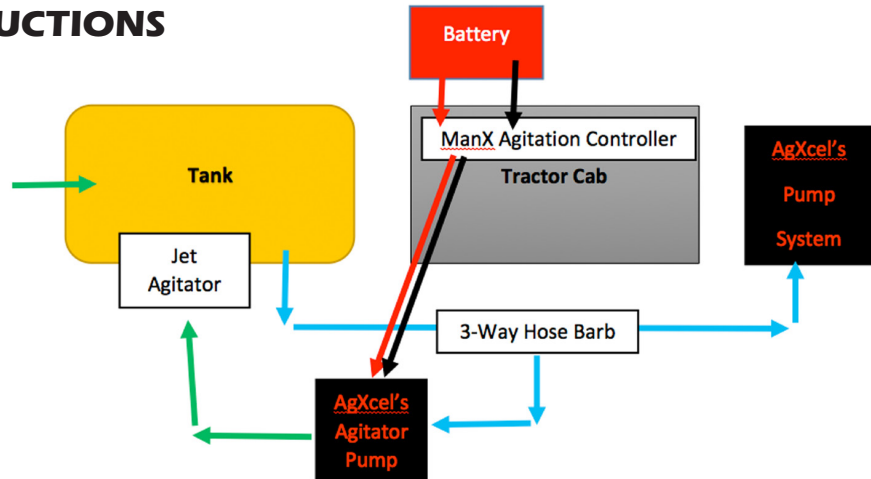 UCTIONS
Battery
ManX Agitation Controller
Tractor Cab
Tank
Jet
Agitator
AgXcel's
Pump
System
3-Way Hose Barb
AgXcel's
Agitator
Pump